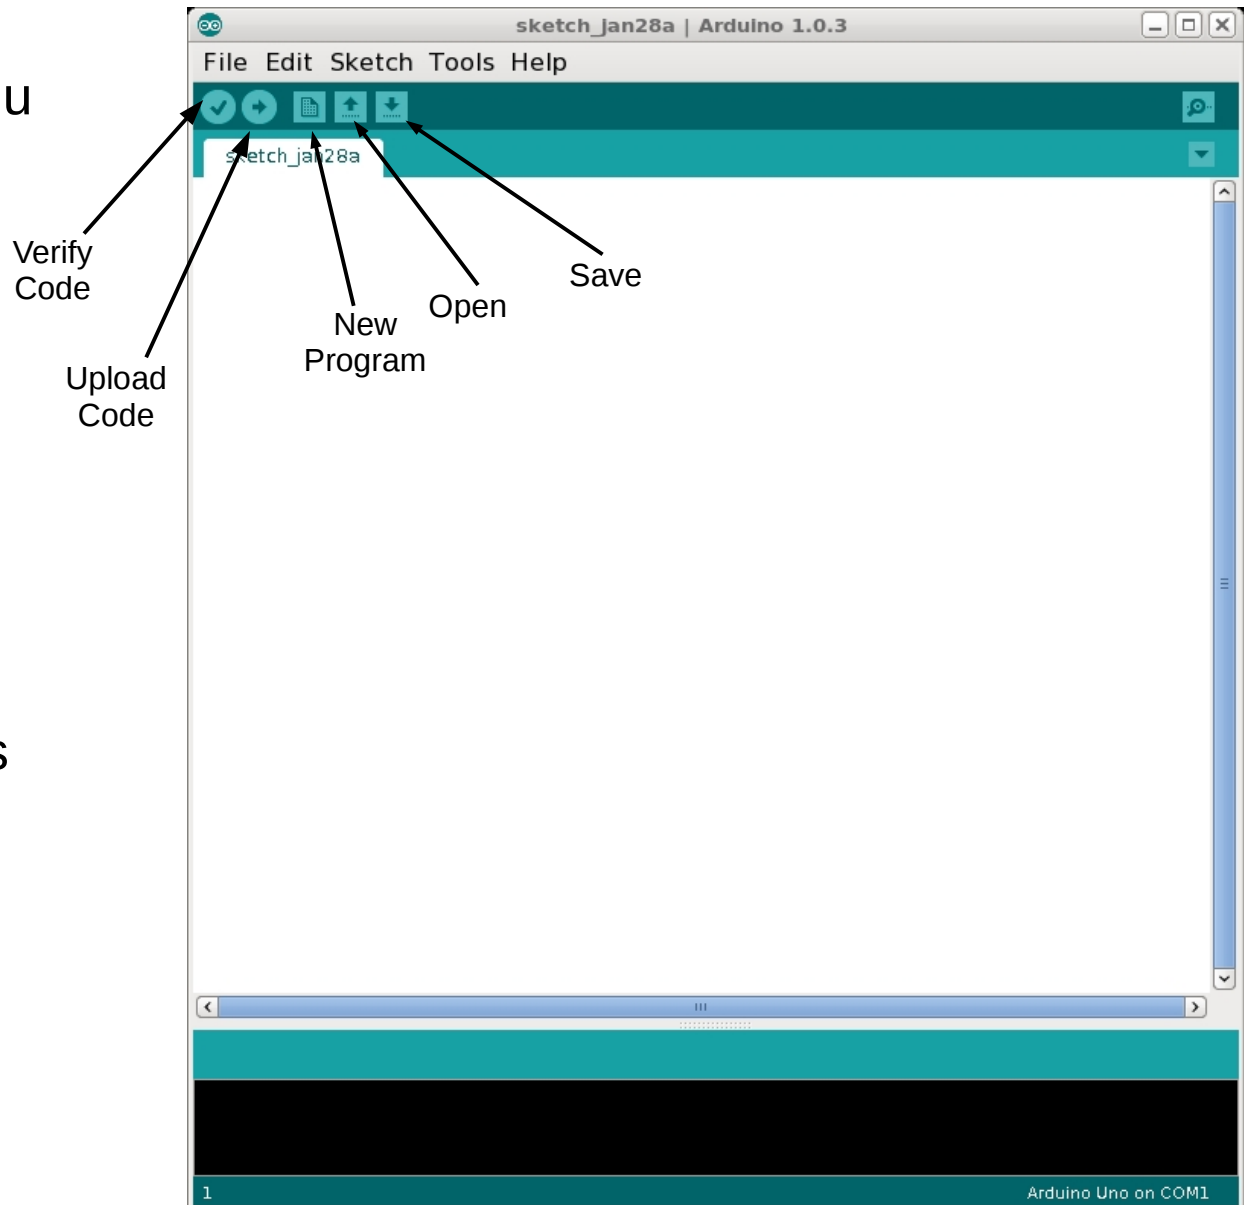 sketch_jan28a | Arduino 1.0.3
File Edit Sketch Tools Help
u
sketch_jan28a
Verify
Code
Save
Open
New
Program
Upload
Code
s
1
Arduino Uno on COM1